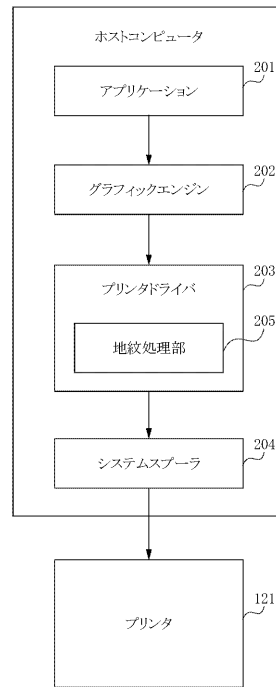 ホストコンピュータ
201
アプリケーション
202
グラフィックエンジン
203
プリンタドライバ
205
地紋処理部
204
システムスプーラ
121
プリンタ